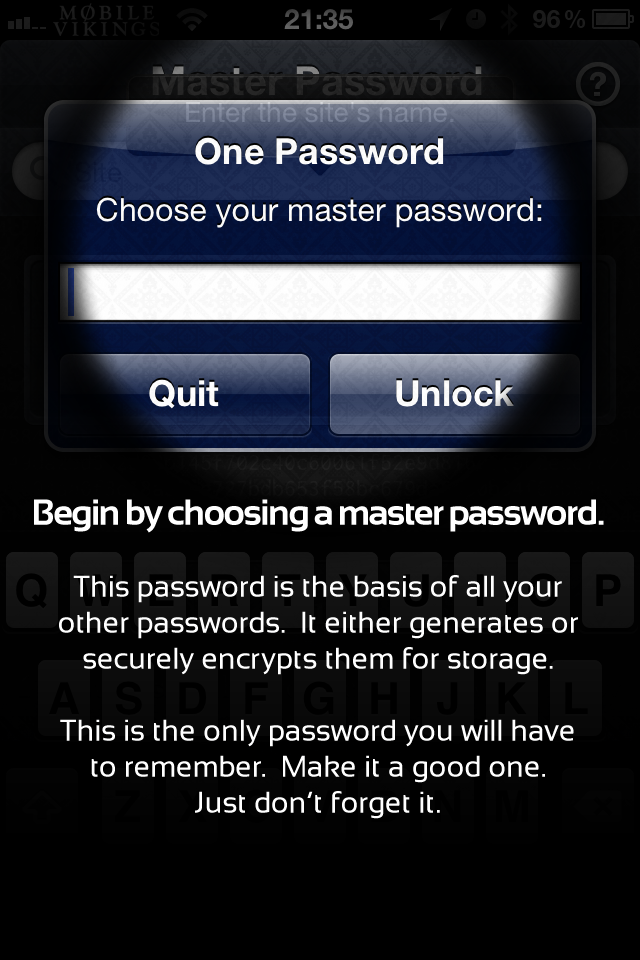 MOBILE
VIKINGS
21:35
96%
Master Password
?
Enter the site's name.
One Password
Choose your master password:
Quit
Unlock
Begin by choosing a master password.
Q W E R T Y U I O P
This password is the basis of all your
other passwords. It either generates or
securely encrypts them for storage.
A S D F G H J K L
This is the only password you will have
to remember. Make it a good one.
Just don't forget it.
Z N M